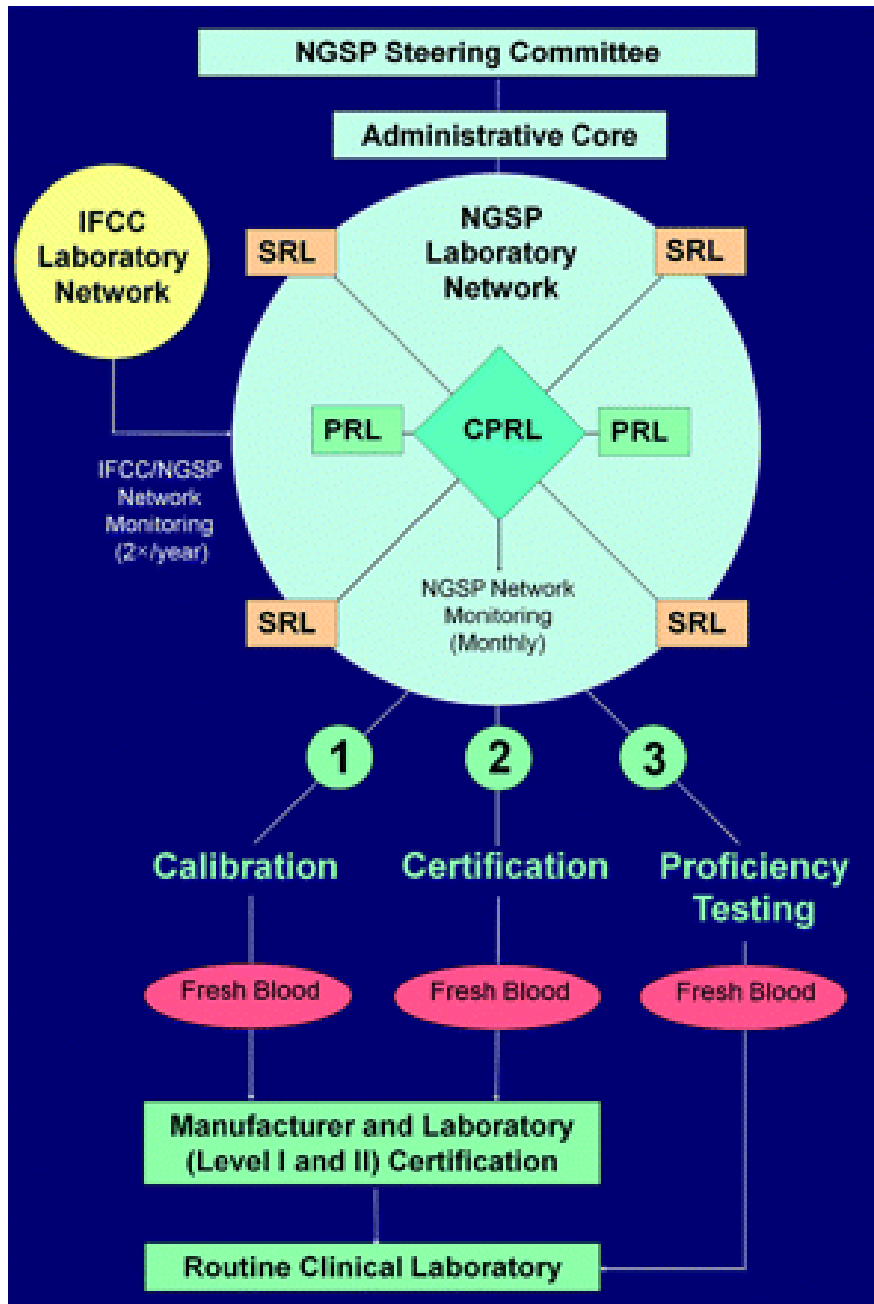 NGSP Steering Committee
Administrative Core
IFCC
Laboratory
Network
NGSP
Laboratory
Network
SRL
SRL
PRL
CPRL
PRL
IFCC/NGSP
Network
Monitoring
(2×/year)
NGSP Network
Monitoring
(Monthly)
SRL
SRL
1
2
3
Calibration
Certification
Proficiency
Testing
Fresh Blood
Fresh Blood
Fresh Blood
Manufacturer and Laboratory
(Level I and II) Certification
Routine Clinical Laboratory